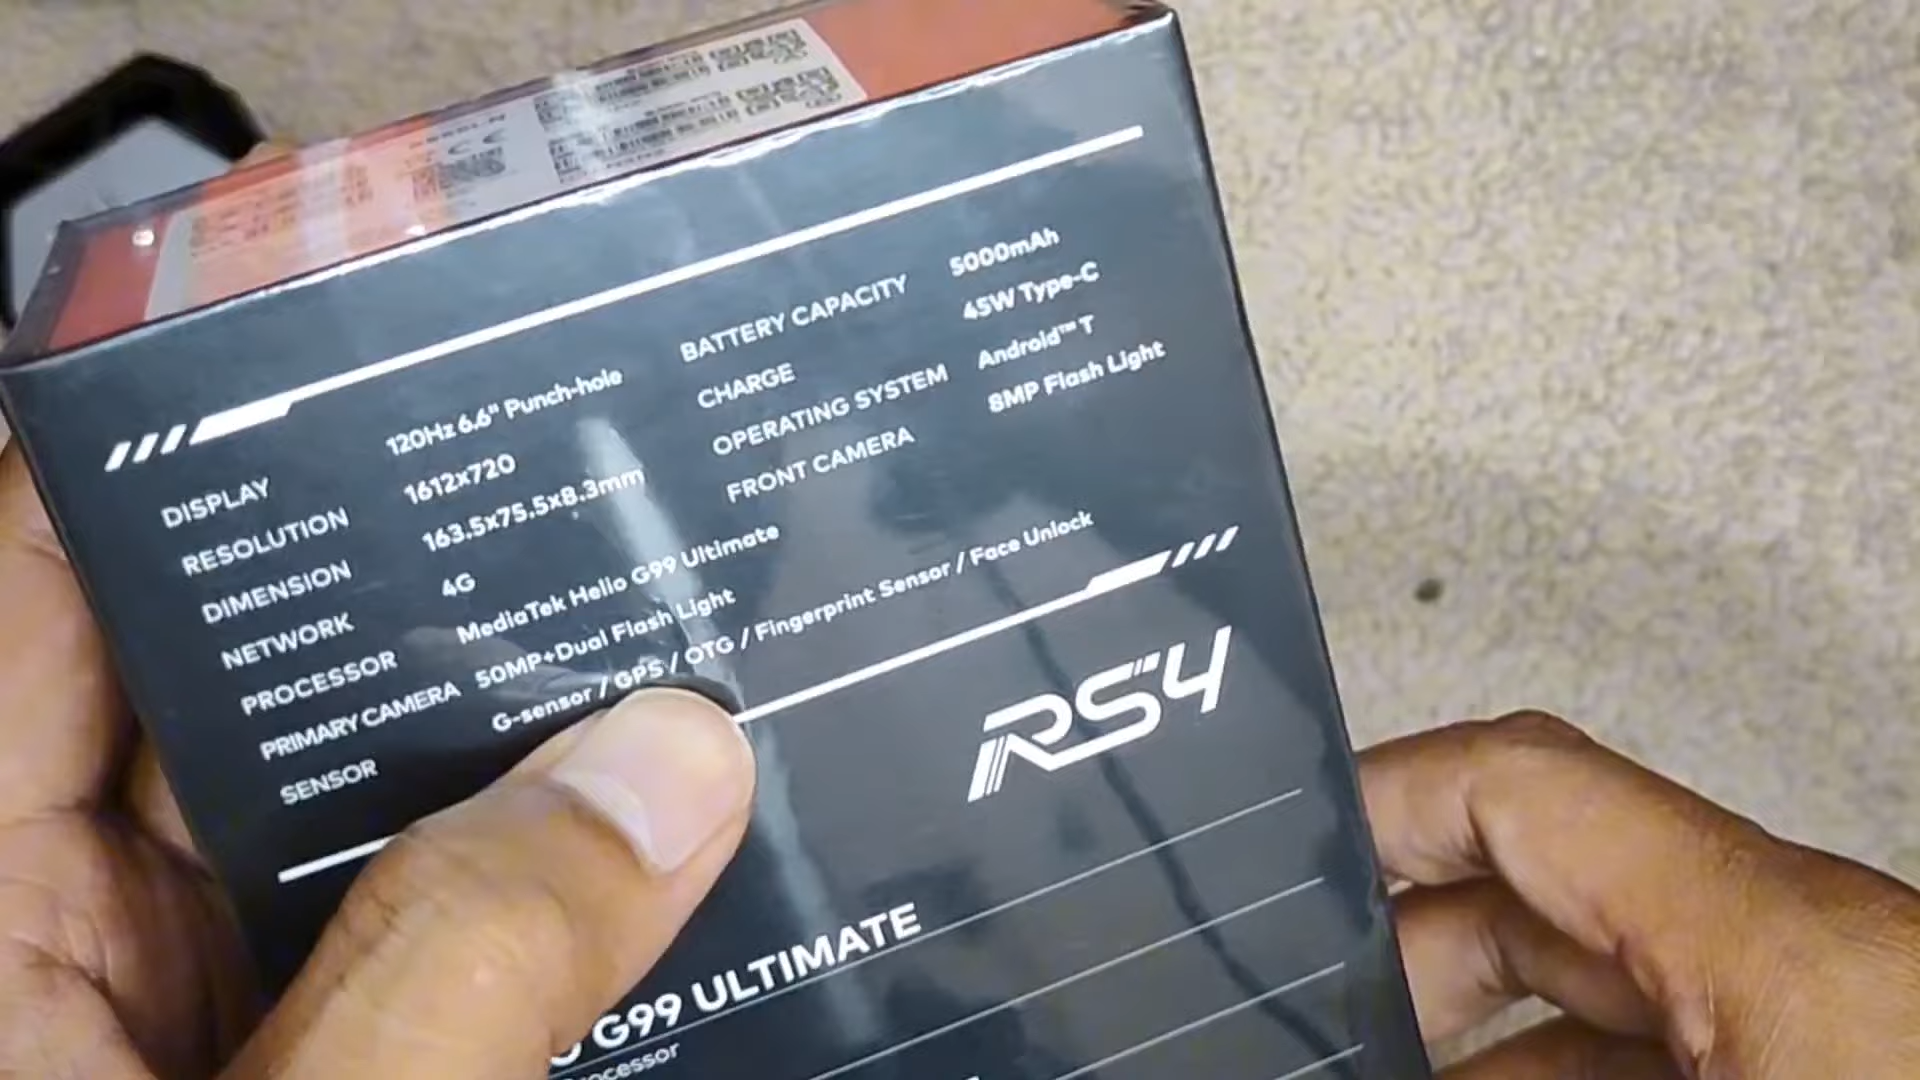 DISPLAY 120Hz 6.6" Punch-hole
RESOLUTION 1612x720
DIMENSION 163.5x75.5x8.3mm
NETWORK 4G
PROCESSOR MediaTek Helio G99 Ultimate
PRIMARY CAMERA 50MP+Dual Flash Light
SENSOR G-sensor / GPS / OTG / Fingerprint Sensor / Face Unlock
BATTERY CAPACITY 5000mAh
CHARGE 45W Type-C
OPERATING SYSTEM Android™ T
FRONT CAMERA 8MP Flash Light
RS4
G99 ULTIMATE